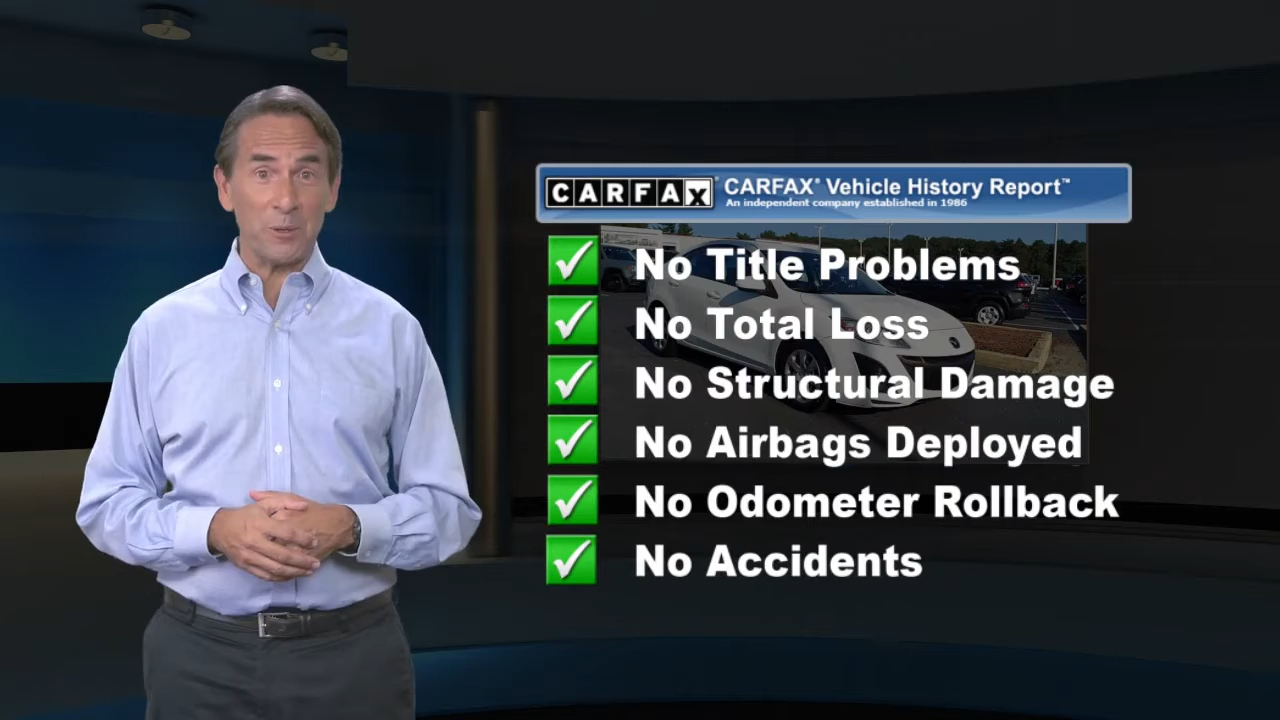 CARFAX® CARFAX® Vehicle History Report™
An independent company established in 1986
No Title Problems
No Total Loss
No Structural Damage
No Airbags Deployed
No Odometer Rollback
No Accidents